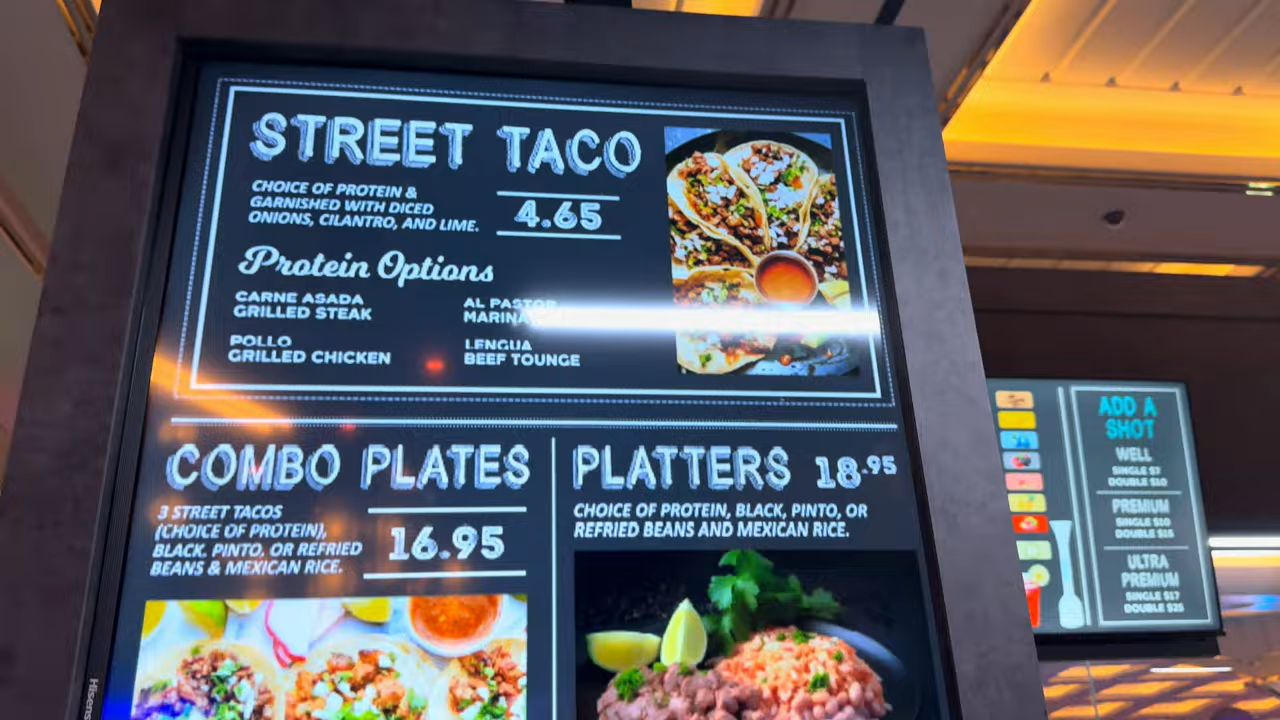 STREET TACO
CHOICE OF PROTEIN &
GARNISHED WITH DICED
ONIONS, CILANTRO, AND LIME.
4.65
Protein Options
CARNE ASADA
GRILLED STEAK
AL PASTOR
POLLO
GRILLED CHICKEN
LENGUA
BEEF TOUNGE
COMBO PLATES
3 STREET TACOS
(CHOICE OF PROTEIN),
BLACK, PINTO, OR REFRIED
BEANS & MEXICAN RICE.
16.95
PLATTERS 18.95
CHOICE OF PROTEIN, BLACK, PINTO, OR
REFRIED BEANS AND MEXICAN RICE.
Hisense
ADD A
SHOT
WELL
SINGLE $7
DOUBLE $10
PREMIUM
SINGLE $10
DOUBLE $15
ULTRA
PREMIUM
SINGLE $17
DOUBLE $25